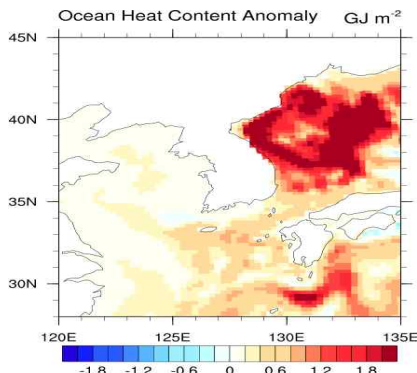 Ocean Heat Content Anomaly GJ m⁻²
45N
40N
35N
30N
120E 125E 130E 135E
-1.8 -1.2 -0.6 0 0.6 1.2 1.8